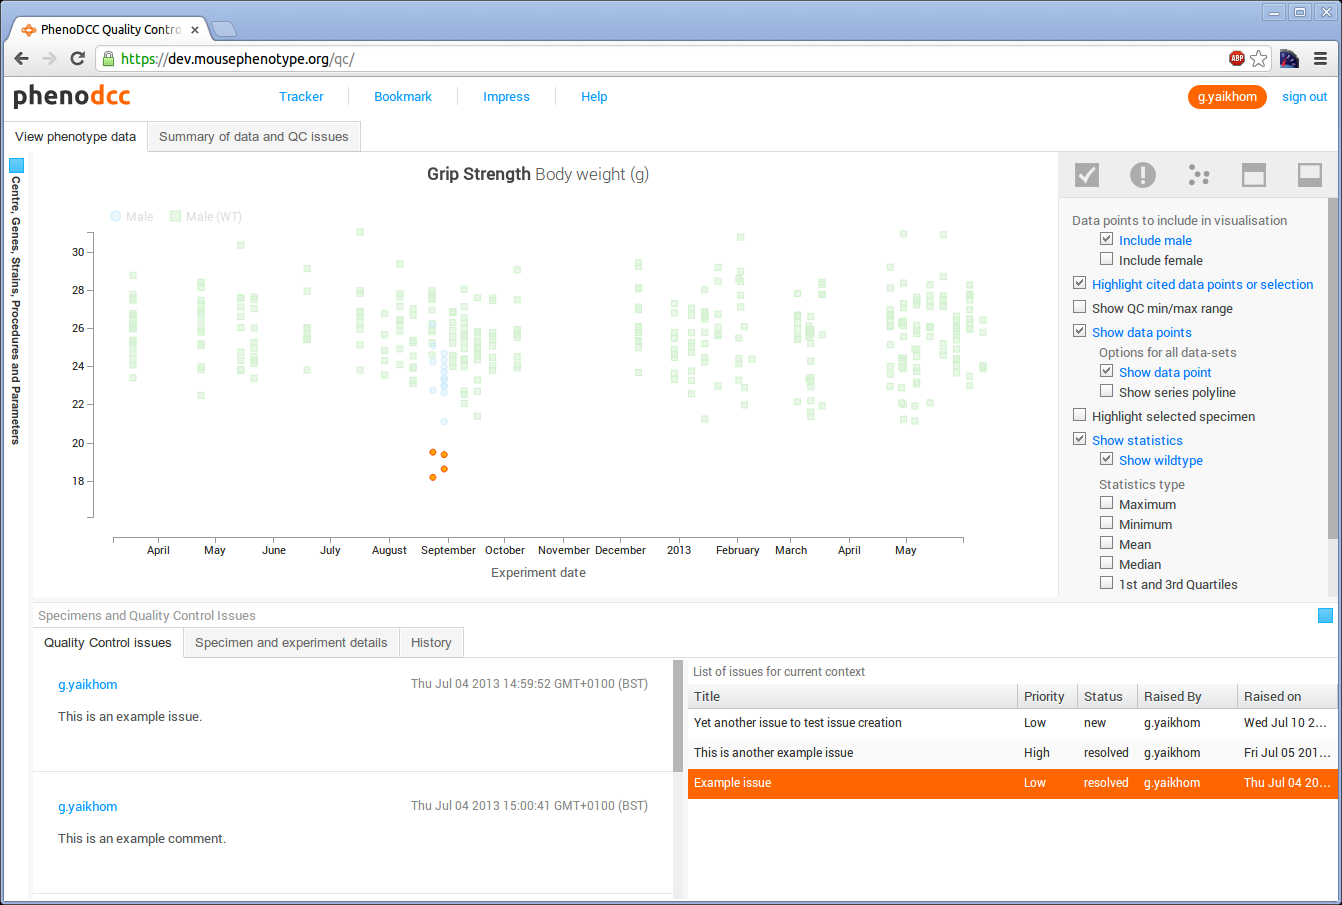 PhenoDCC Quality Contro
https://dev.mousephenotype.org/qc/
ABP
phenodcc
Tracker
Bookmark
Impress
Help
g.yaikhom
sign out
View phenotype data
Summary of data and QC issues
Centre, Genes, Strains, Procedures and Parameters
Grip Strength Body weight (g)
Male
Male (WT)
30
28
26
24
22
20
18
April May June July August September October November December 2013 February March April May
Experiment date
Data points to include in visualisation
Include male
Include female
Highlight cited data points or selection
Show QC min/max range
Show data points
Options for all data-sets
Show data point
Show series polyline
Highlight selected specimen
Show statistics
Show wildtype
Statistics type
Maximum
Minimum
Mean
Median
1st and 3rd Quartiles
Specimens and Quality Control Issues
Quality Control issues
Specimen and experiment details
History
g.yaikhom Thu Jul 04 2013 14:59:52 GMT+0100 (BST)
This is an example issue.
g.yaikhom Thu Jul 04 2013 15:00:41 GMT+0100 (BST)
This is an example comment.
List of issues for current context
Title Priority Status Raised By Raised on
Yet another issue to test issue creation Low new g.yaikhom Wed Jul 10 2...
This is another example issue High resolved g.yaikhom Fri Jul 05 201...
Example issue Low resolved g.yaikhom Thu Jul 04 20...